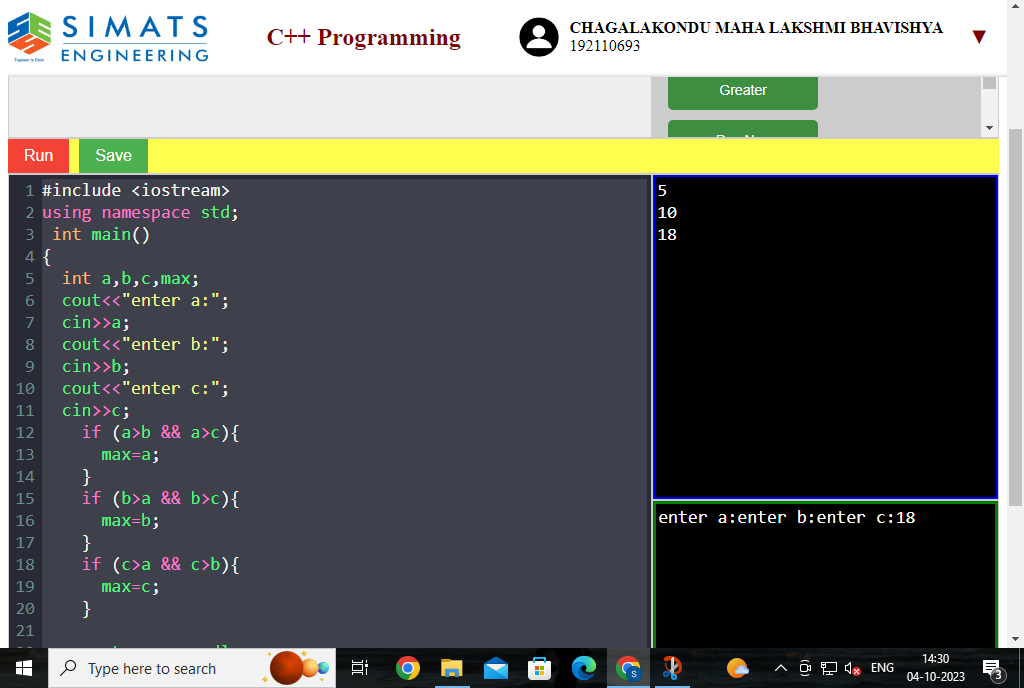 SIMATS
ENGINEERING
Engineer to Excel
C++ Programming
CHAGALAKONDU MAHA LAKSHMI BHAVISHYA
192110693
Greater
Run Save
1 #include <iostream>
2 using namespace std;
3 int main()
4 {
5 int a,b,c,max;
6 cout<<"enter a:";
7 cin>>a;
8 cout<<"enter b:";
9 cin>>b;
10 cout<<"enter c:";
11 cin>>c;
12 if (a>b && a>c){
13 max=a;
14 }
15 if (b>a && b>c){
16 max=b;
17 }
18 if (c>a && c>b){
19 max=c;
20 }
21
5
10
18
enter a:enter b:enter c:18
Type here to search
ENG
14:30
04-10-2023
3